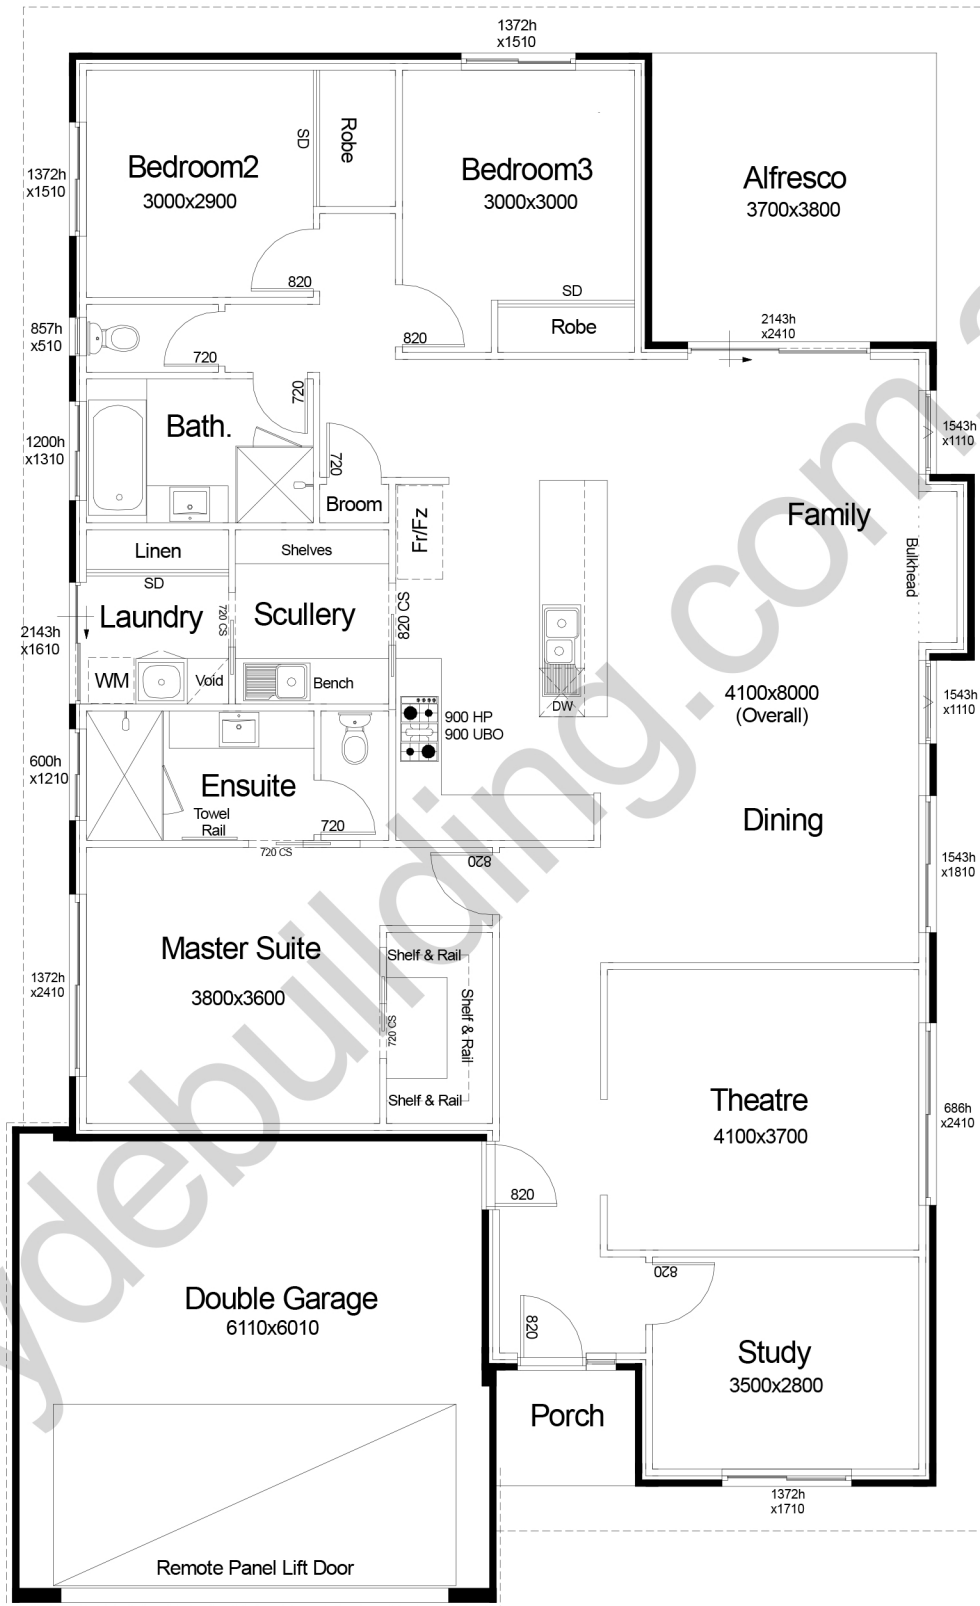 1372h
x1510
Bedroom2
3000x2900
SD
Robe
Bedroom3
3000x3000
Alfresco
3700x3800
1372h
x1510
820
SD
Robe
820
857h
x510
720
2143h
x2410
720
Bath.
1200h
x1310
720
Broom
Fr/Fz
1543h
x1110
Family
Bulkhead
Linen
SD
Shelves
Laundry
720 CS
Scullery
820 CS
2143h
x1610
WM
Void
Bench
DW
4100x8000
(Overall)
1543h
x1110
900 HP
900 UBO
600h
x1210
Ensuite
Towel
Rail
720
720 CS
820
Dining
1543h
x1810
Master Suite
3800x3600
1372h
x2410
Shelf & Rail
Shelf & Rail
720 CS
Shelf & Rail
Theatre
4100x3700
686h
x2410
820
820
Double Garage
6110x6010
820
Study
3500x2800
Porch
1372h
x1710
Remote Panel Lift Door
ydebuilding.com.a